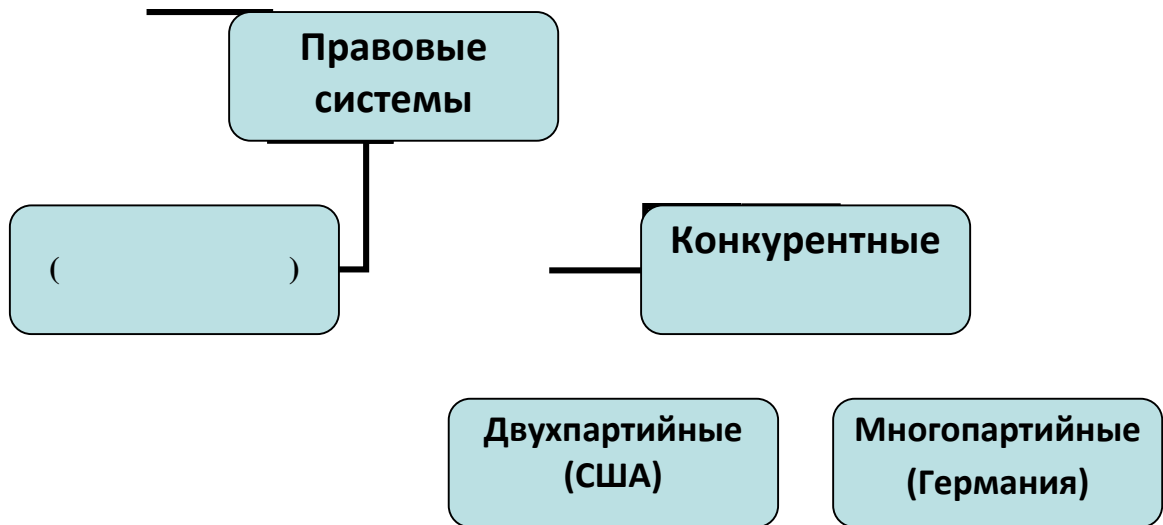 Правовые
системы
( )
Конкурентные
Двухпартийные
(США)
Многопартийные
(Германия)